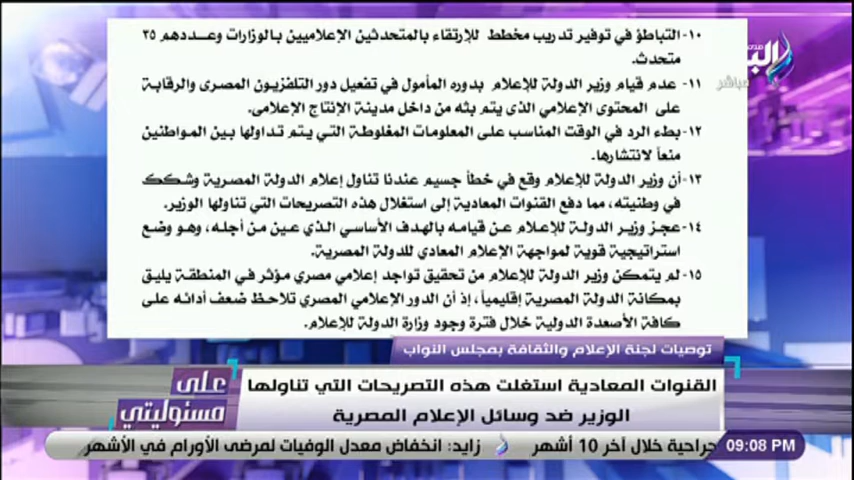 ١٠- التباطؤ في توفير تدريب مخطط للإرتقاء بالمتحدثين الإعلاميين بالوزارات وعددهم ٣٥
متحدث.
١١- عدم قيام وزير الدولة للإعلام بدوره المأمول في تفعيل دور التلفزيون المصرى والرقابة
على المحتوى الإعلامي الذى يتم بثه من داخل مدينة الإنتاج الإعلامى.
١٢- بطء الرد في الوقت المناسب على المعلومات المغلوطة التي يتم تداولها بين المواطنين
منعاً لانتشارها.
١٣- أن وزير الدولة للإعلام وقع في خطأ جسيم عندنا تناول إعلام الدولة المصرية وشكك
في وطنيته، مما دفع القنوات المعادية إلى استغلال هذه التصريحات التي تناولها الوزير.
١٤- عجز وزير الدولة للإعلام عن قيامه بالهدف الأساسي الذي عين من أجله، وهو وضع
استراتيجية قوية لمواجهة الإعلام المعادي للدولة المصرية.
١٥- لم يتمكن وزير الدولة للإعلام من تحقيق تواجد إعلامي مصري مؤثر في المنطقة يليق
بمكانة الدولة المصرية إقليمياً، إذ أن الدور الإعلامي المصري تلاحظ ضعف أدائه على
كافة الأصعدة الدولية خلال فترة وجود وزارة الدولة للإعلام.
البلد
مباشر
توصيات لجنة الإعلام والثقافة بمجلس النواب
القنوات المعادية استغلت هذه التصريحات التي تناولها
الوزير ضد وسائل الإعلام المصرية
على
مسئوليتي
09:08 PM
جراحية خلال آخر 10 أشهر
زايد: انخفاض معدل الوفيات لمرضى الأورام في الأشهر